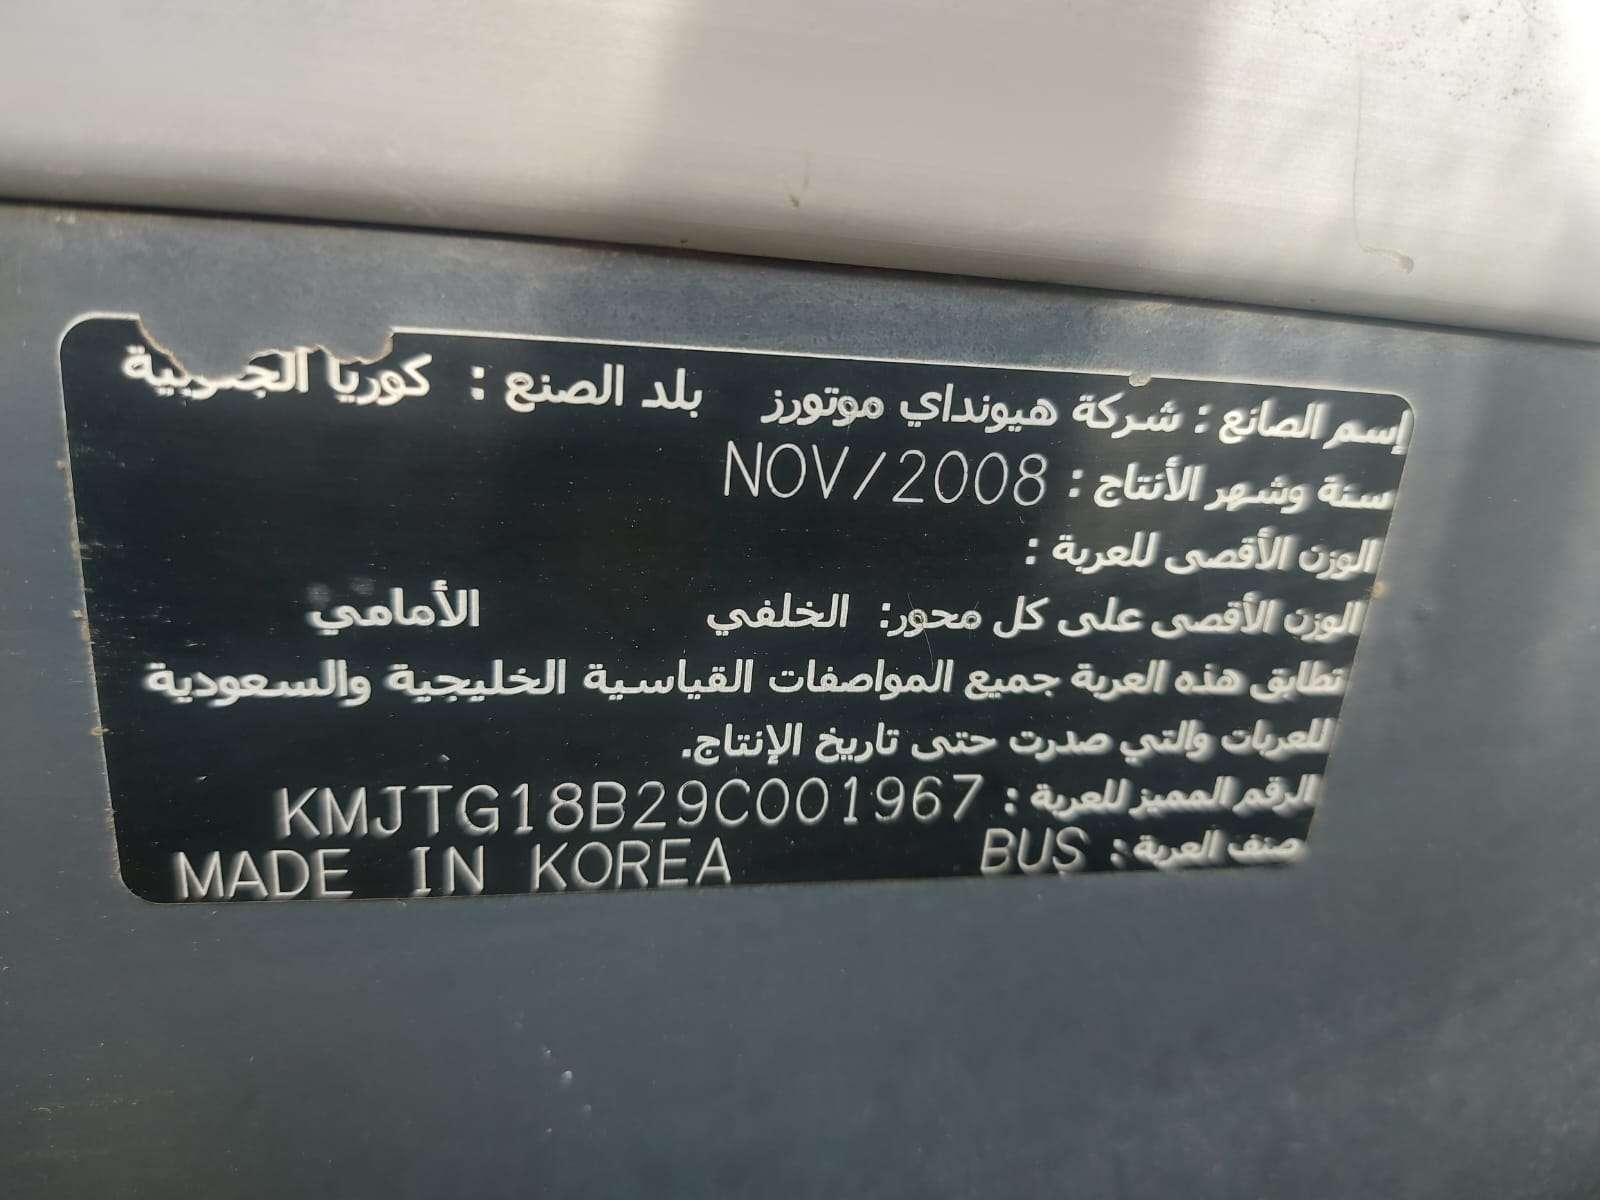 إسم الصانع : شركة هيونداي موتورز بلد الصنع : كوريا الجنوبية
سنة وشهر الأنتاج : NOV/2008
الوزن الأقصى للعربة :
الوزن الأقصى على كل محور: الخلفي الأمامي
تطابق هذه العربة جميع المواصفات القياسية الخليجية والسعودية
للعربات والتي صدرت حتى تاريخ الإنتاج.
الرقم المميز للعربة : KMJTG18B29C001967
صنف العربة : BUS MADE IN KOREA